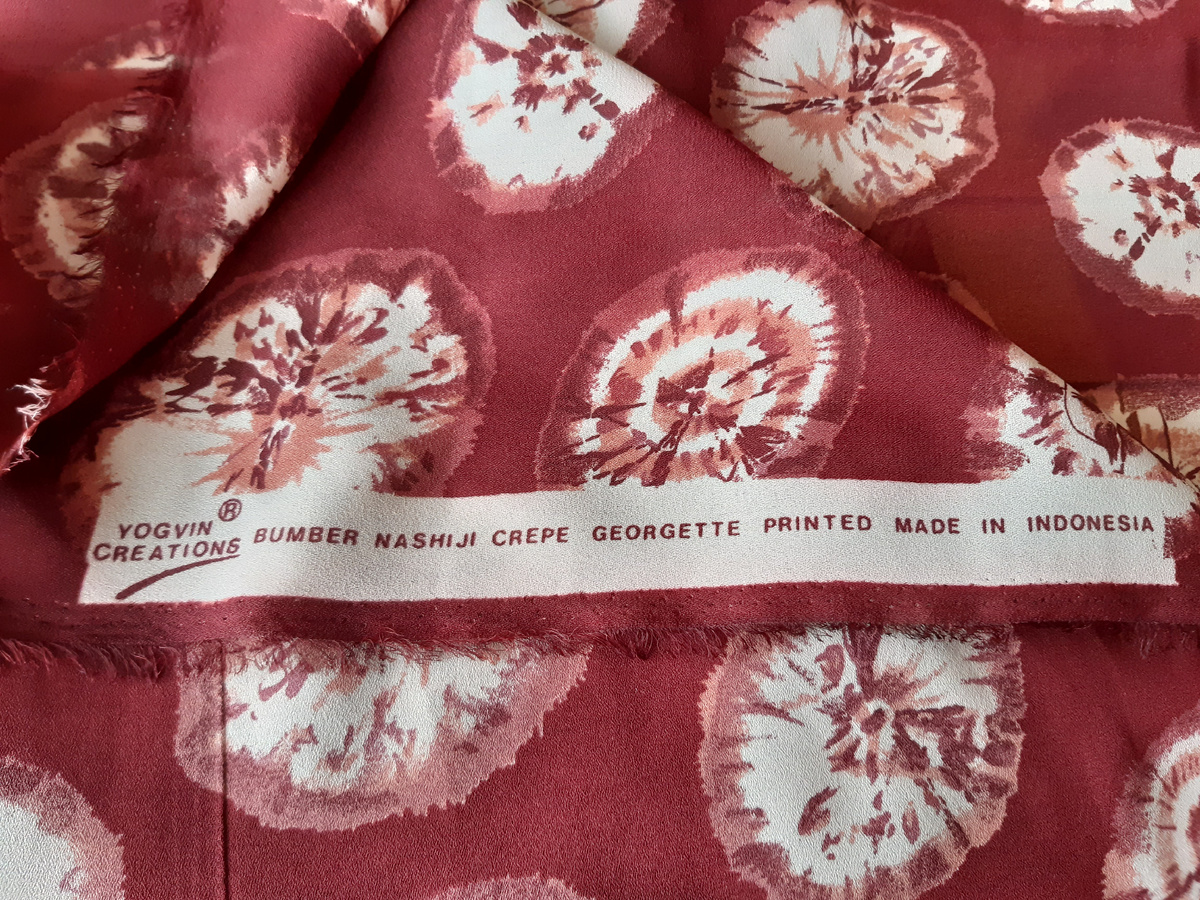 YOGVIN ®
CREATIONS BUMBER NASHIJI CREPE GEORGETTE PRINTED MADE IN INDONESIA